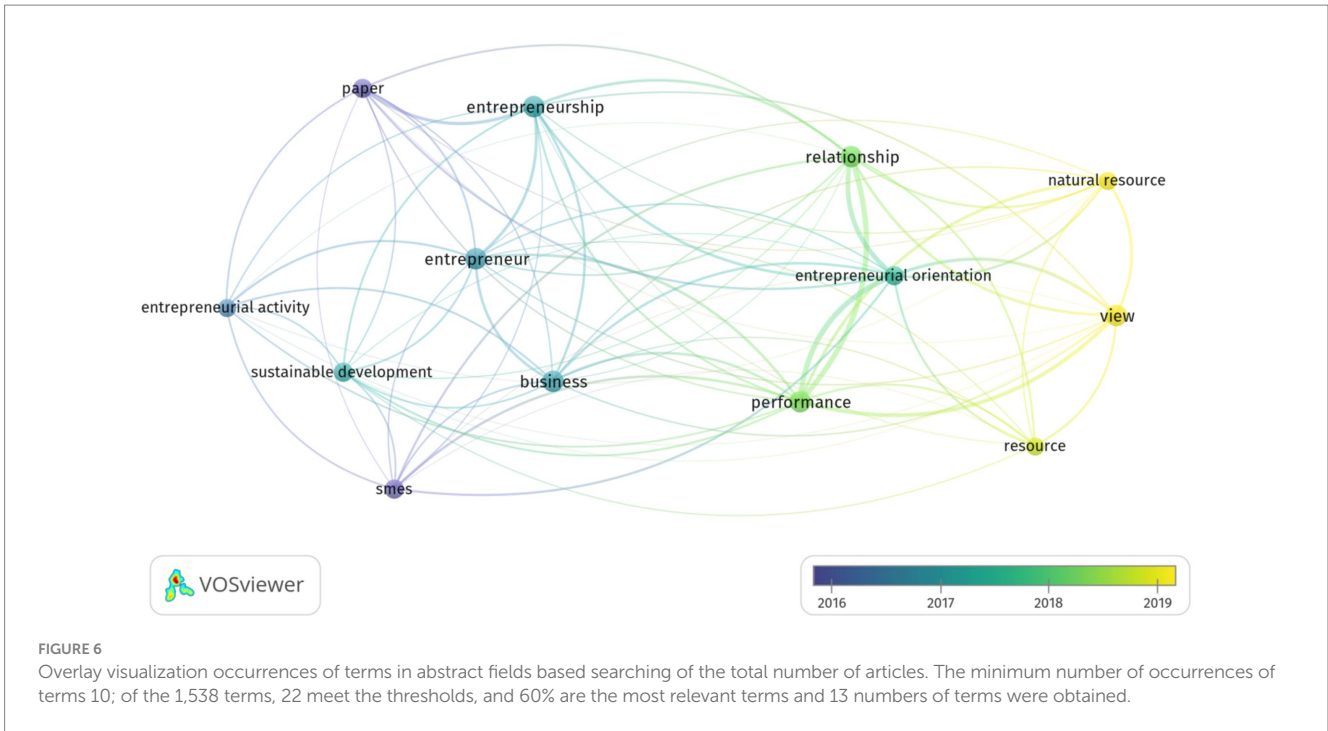 paper
entrepreneurship
relationship
natural resource
entrepreneur
entrepreneurial orientation
entrepreneurial activity
view
sustainable development
business
performance
resource
smes
VOSviewer
2016 2017 2018 2019
FIGURE 6
Overlay visualization occurrences of terms in abstract fields based searching of the total number of articles. The minimum number of occurrences of
terms 10; of the 1,538 terms, 22 meet the thresholds, and 60% are the most relevant terms and 13 numbers of terms were obtained.